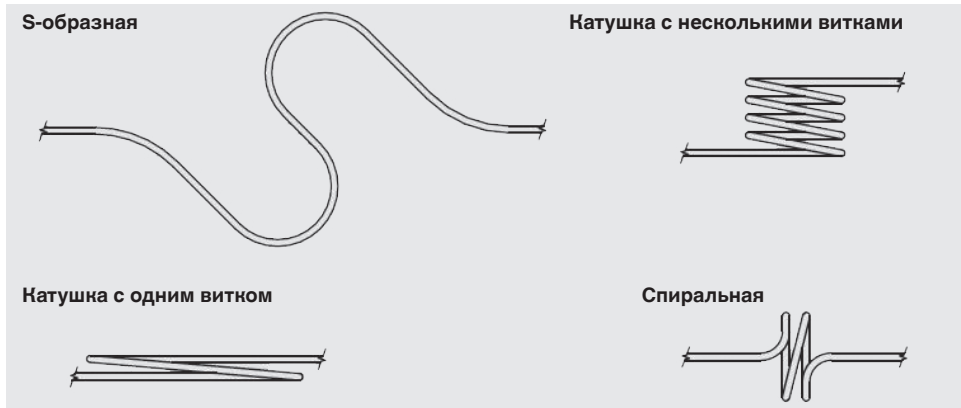 S-образная
Катушка с несколькими витками
Катушка с одним витком
Спиральная